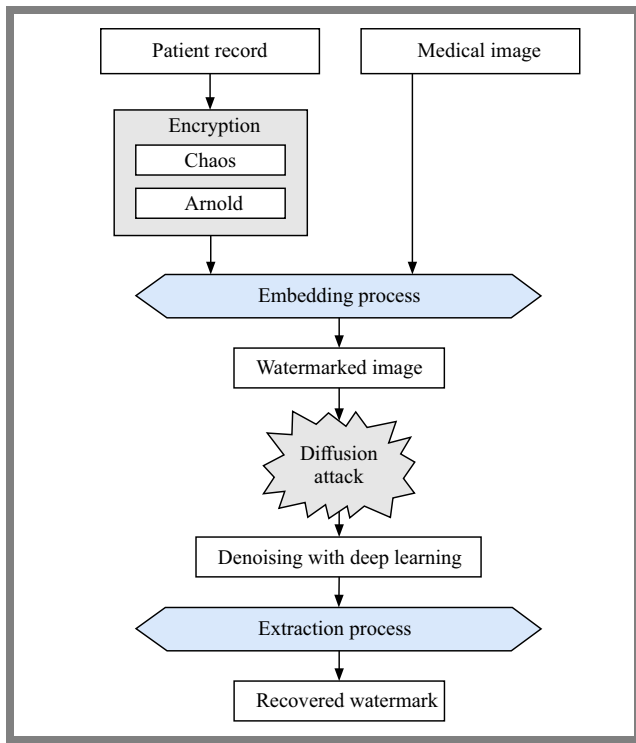 Patient record
Medical image
Encryption
Chaos
Arnold
Embedding process
Watermarked image
Diffusion
attack
Denoising with deep learning
Extraction process
Recovered watermark